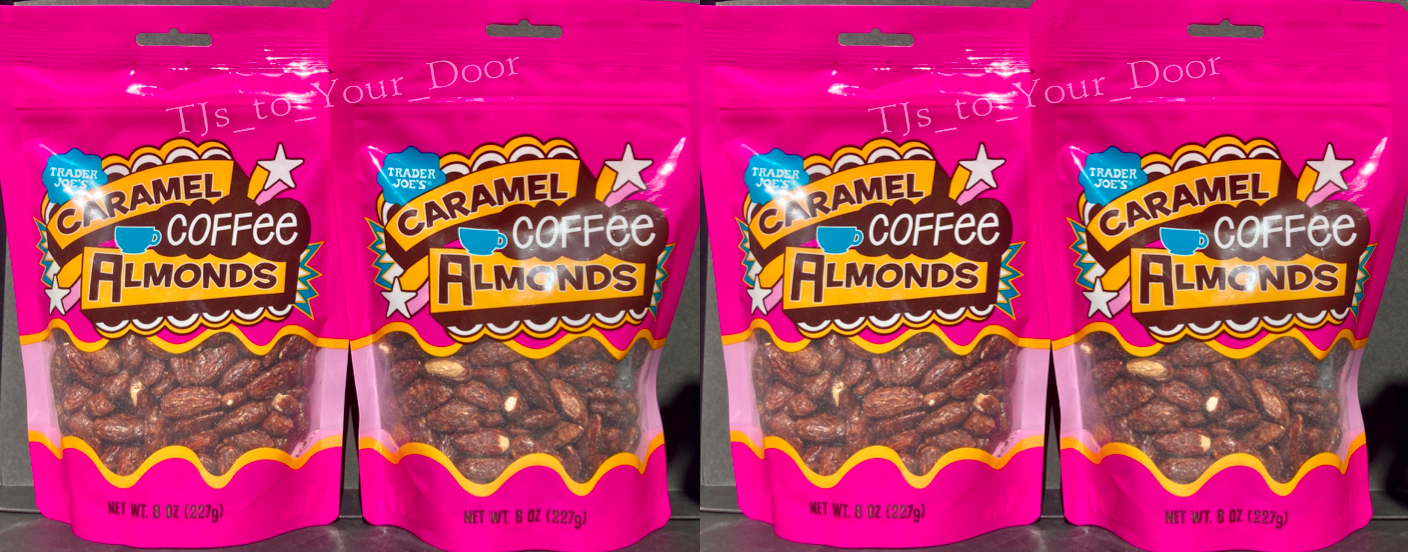 TJs_to_Your_Door
TRADER
JOE'S
CARAMEL
COFFEE
ALMONDS
NET WT. 8 OZ (227g)
TRADER
JOE'S
CARAMEL
COFFEE
ALMONDS
NET WT. 8 OZ (227g)
TJs_to_Your_Door
TRADER
JOE'S
CARAMEL
COFFEE
ALMONDS
NET WT. 8 OZ (227g)
TRADER
JOE'S
CARAMEL
COFFEE
ALMONDS
NET WT. 8 OZ (227g)